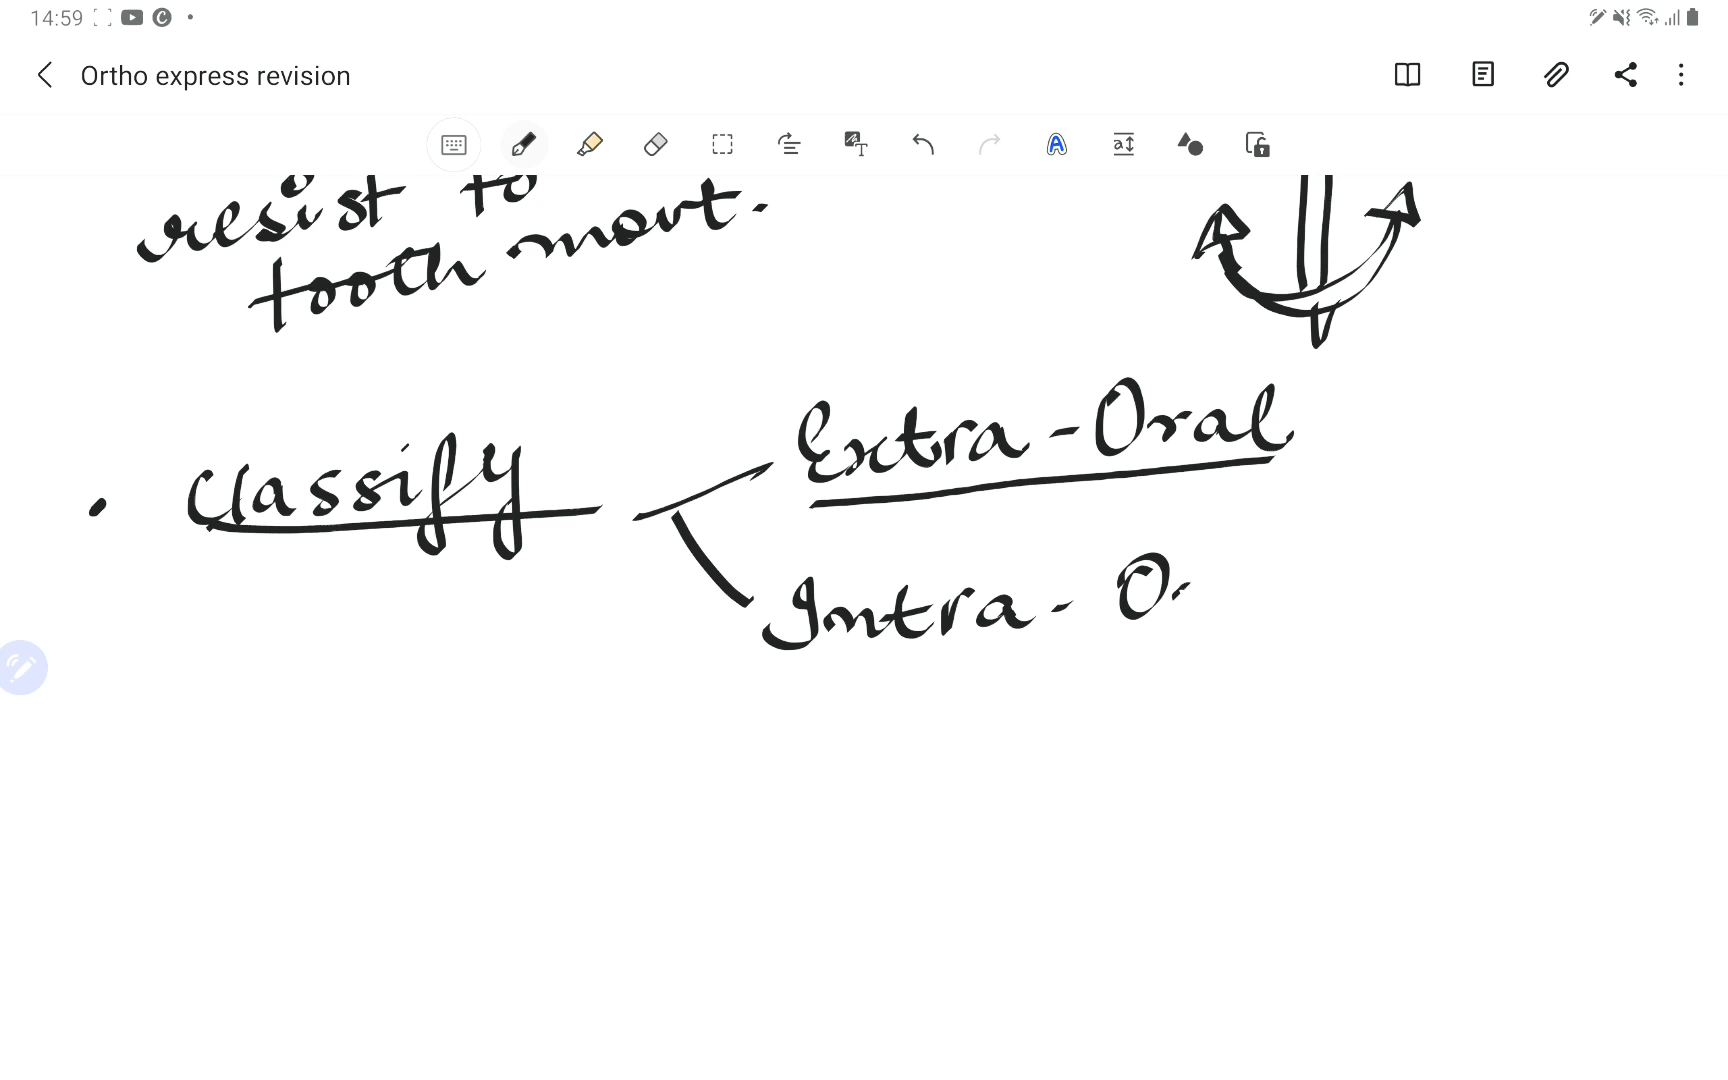 14:59
Ortho express revision
resist to
tooth movt.
. Classify
Extra-Oral
Intra- O